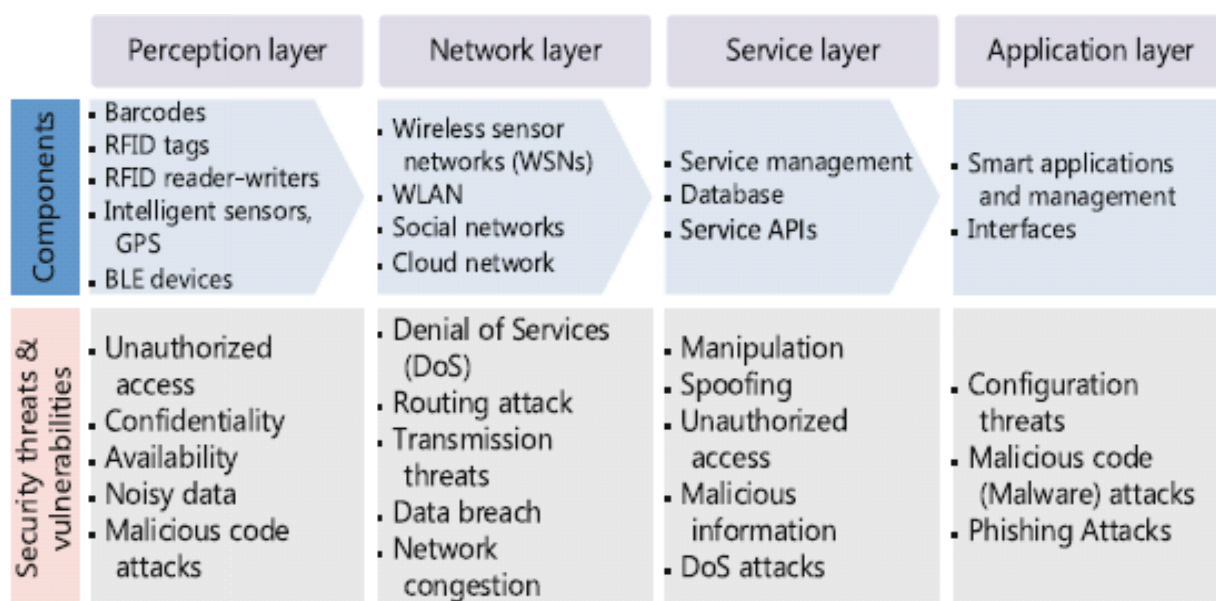 Perception layer
Network layer
Service layer
Application layer
Components
▪ Barcodes
▪ RFID tags
▪ RFID reader-writers
▪ Intelligent sensors,
GPS
▪ BLE devices
▪ Wireless sensor
networks (WSNs)
▪ WLAN
▪ Social networks
▪ Cloud network
▪ Service management
▪ Database
▪ Service APIs
▪ Smart applications
and management
▪ Interfaces
Security threats &
vulnerabilities
▪ Unauthorized
access
▪ Confidentiality
▪ Availability
▪ Noisy data
▪ Malicious code
attacks
▪ Denial of Services
(DoS)
▪ Routing attack
▪ Transmission
threats
▪ Data breach
▪ Network
congestion
▪ Manipulation
▪ Spoofing
▪ Unauthorized
access
▪ Malicious
information
▪ DoS attacks
▪ Configuration
threats
▪ Malicious code
(Malware) attacks
▪ Phishing Attacks